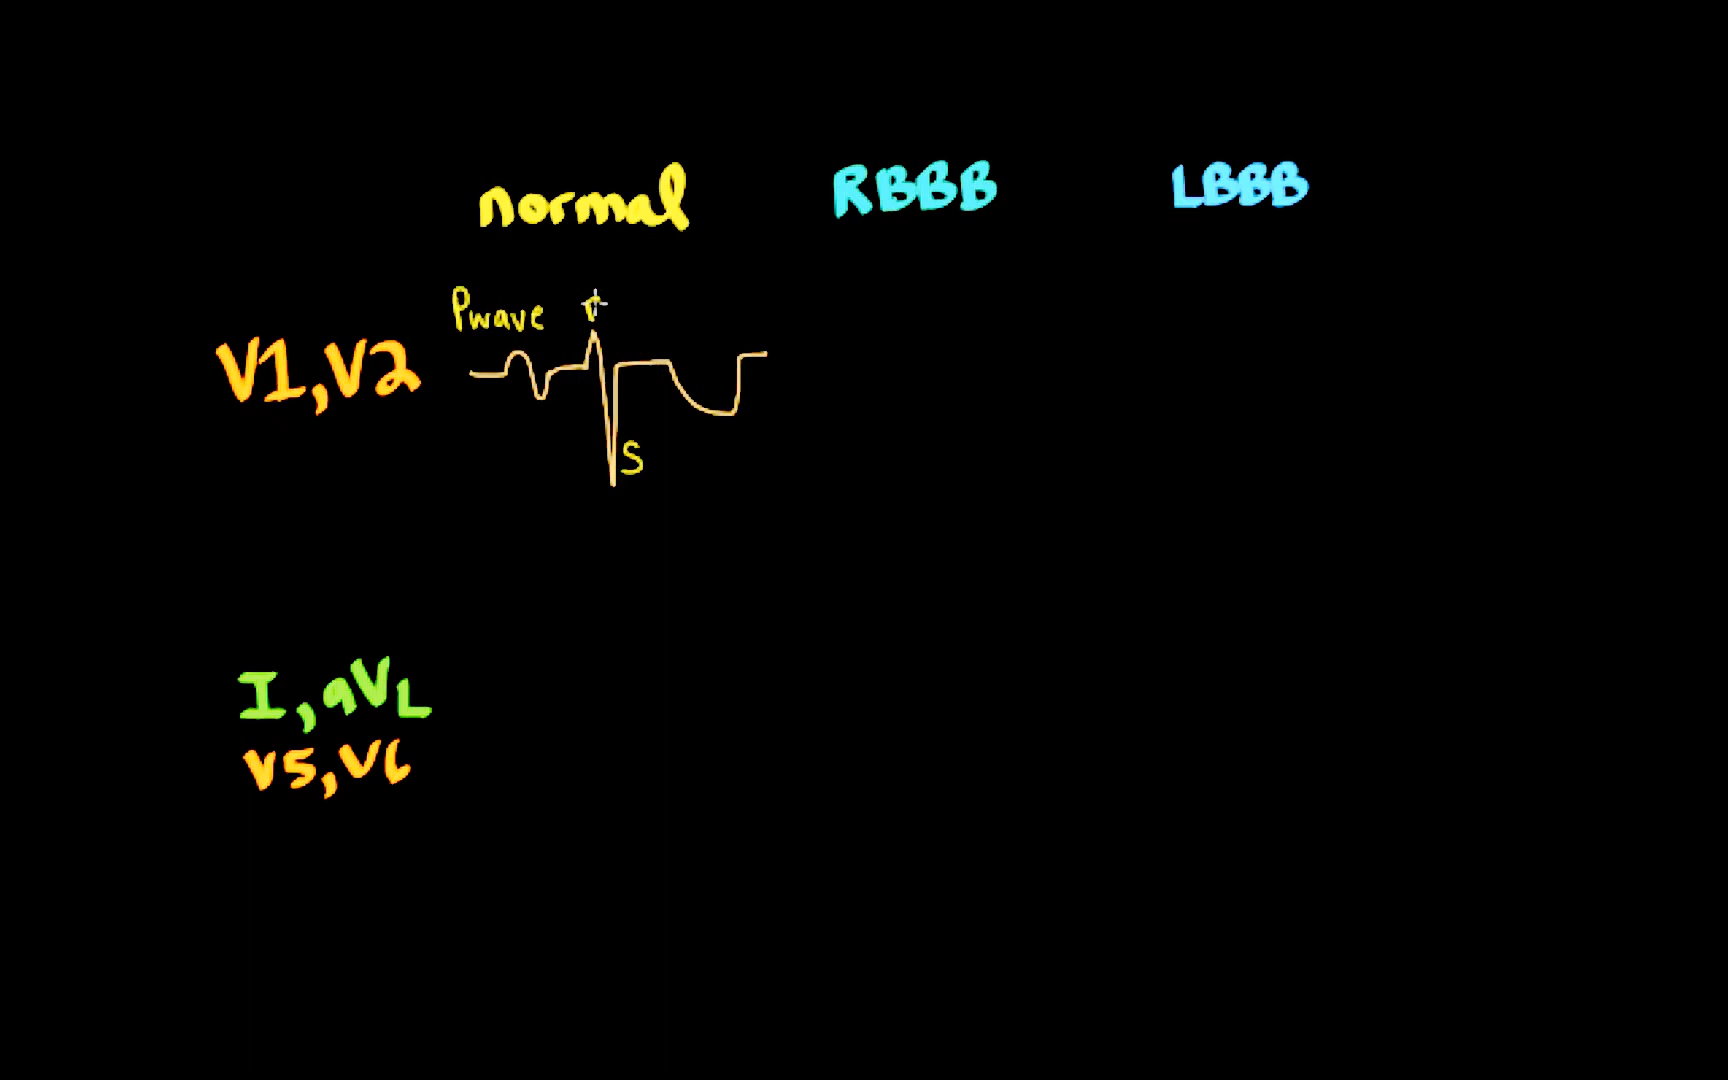 normal RBBB LBBB
Pwave r
V1,V2
S
I, aVL
V5, V6